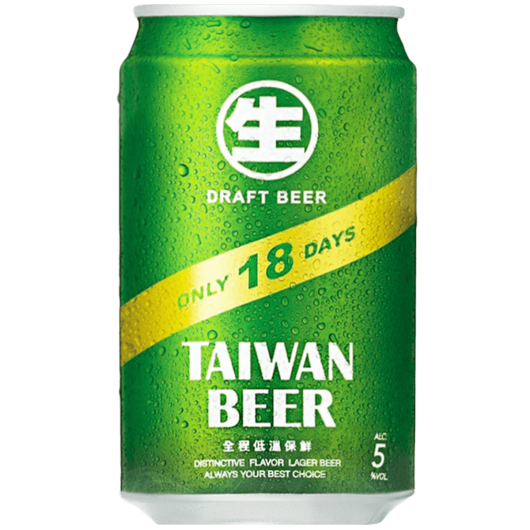 生
DRAFT BEER
ONLY 18 DAYS
TAIWAN
BEER
全程低溫保鮮
DISTINCTIVE FLAVOR LAGER BEER
ALWAYS YOUR BEST CHOICE
ALC.
5
%VOL